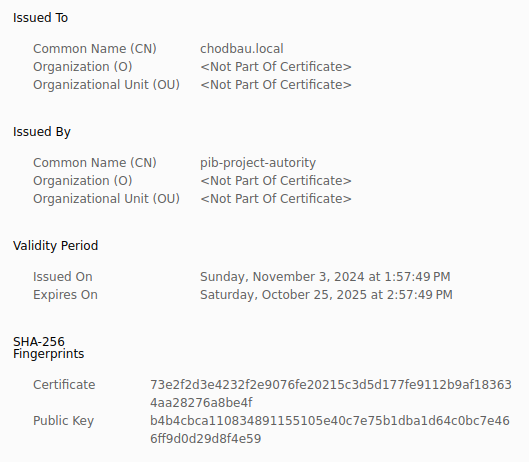 Issued To
Common Name (CN) chodbau.local
Organization (O) <Not Part Of Certificate>
Organizational Unit (OU) <Not Part Of Certificate>
Issued By
Common Name (CN) pib-project-autority
Organization (O) <Not Part Of Certificate>
Organizational Unit (OU) <Not Part Of Certificate>
Validity Period
Issued On Sunday, November 3, 2024 at 1:57:49 PM
Expires On Saturday, October 25, 2025 at 2:57:49 PM
SHA-256
Fingerprints
Certificate 73e2f2d3e4232f2e9076fe20215c3d5d177fe9112b9af18363
4aa28276a8be4f
Public Key b4b4cbca110834891155105e40c7e75b1dba1d64c0bc7e46
6ff9d0d29d8f4e59